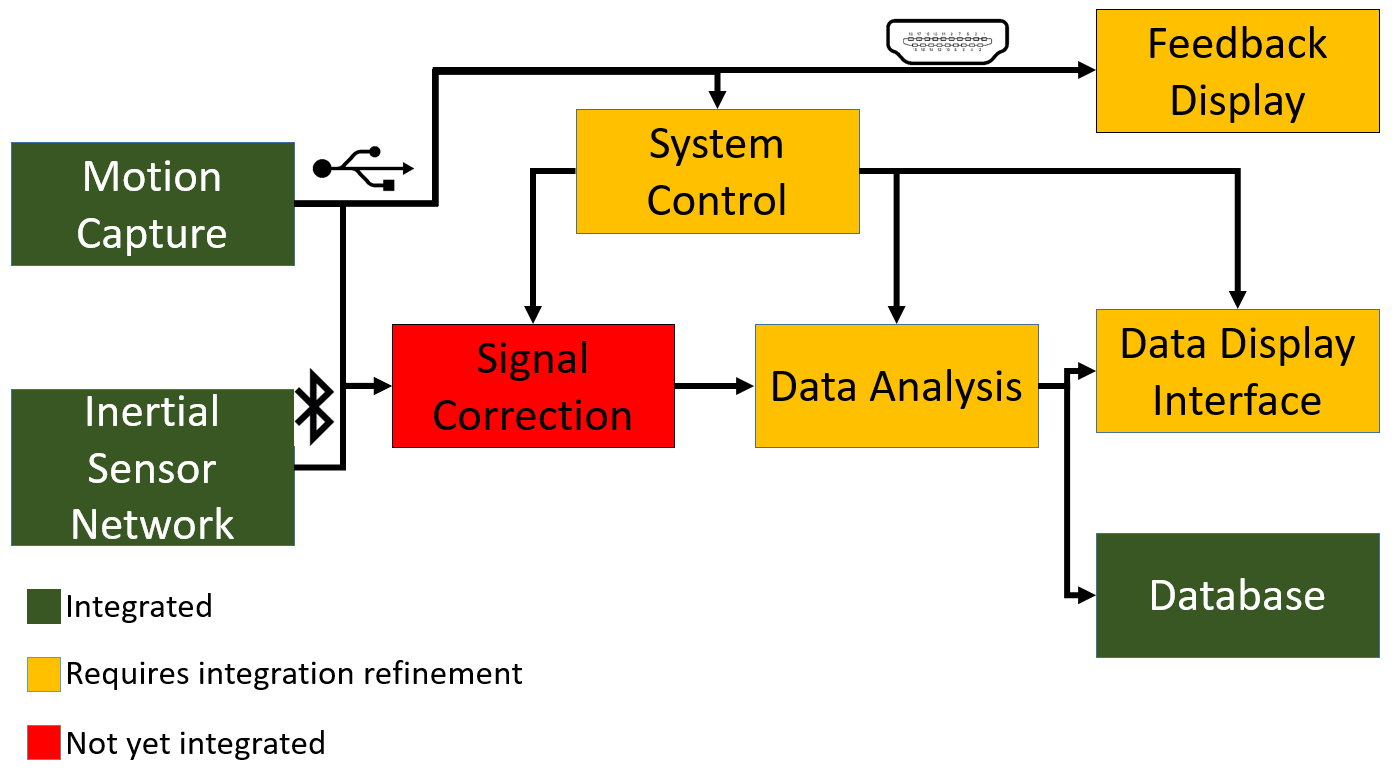 Feedback
Display
System
Control
Motion
Capture
Signal
Correction
Data Analysis
Data Display
Interface
Inertial
Sensor
Network
Database
Integrated
Requires integration refinement
Not yet integrated